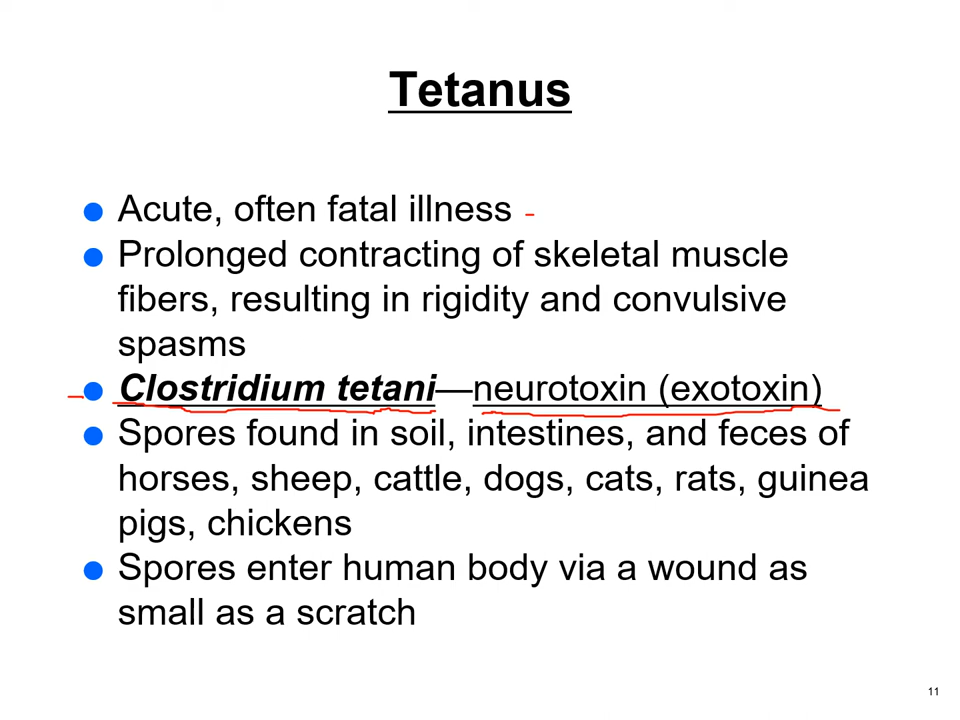 Tetanus
● Acute, often fatal illness -
● Prolonged contracting of skeletal muscle
fibers, resulting in rigidity and convulsive
spasms
● Clostridium tetani—neurotoxin (exotoxin)
● Spores found in soil, intestines, and feces of
horses, sheep, cattle, dogs, cats, rats, guinea
pigs, chickens
● Spores enter human body via a wound as
small as a scratch
11